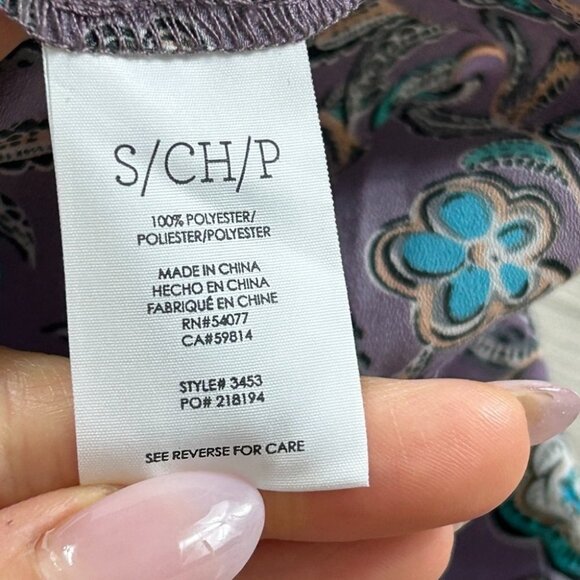 S/CH/P
100% POLYESTER/
POLIESTER/POLYESTER
MADE IN CHINA
HECHO EN CHINA
FABRIQUÉ EN CHINE
RN#54077
CA#59814
STYLE# 3453
PO# 218194
SEE REVERSE FOR CARE